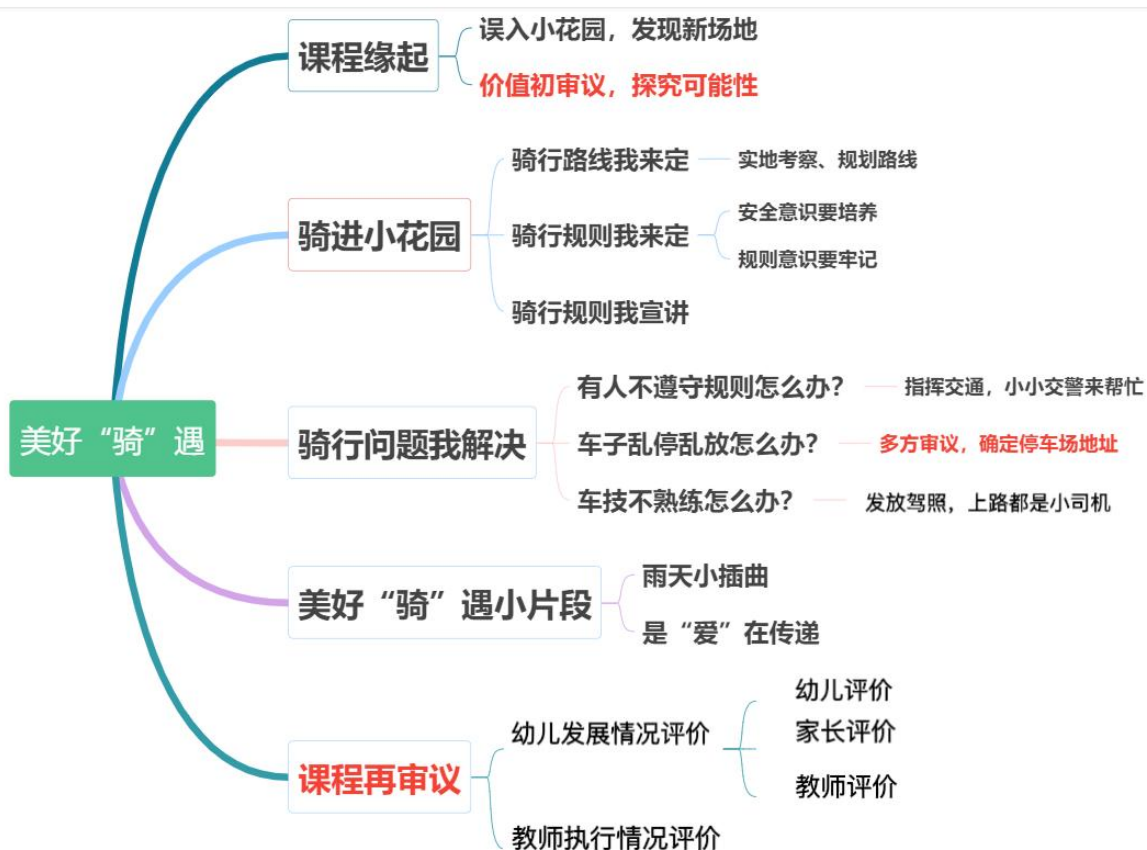 美好“骑”遇
课程缘起
误入小花园，发现新场地
价值初审议，探究可能性
骑进小花园
骑行路线我来定
实地考察、规划路线
骑行规则我来定
安全意识要培养
规则意识要牢记
骑行规则我宣讲
骑行问题我解决
有人不遵守规则怎么办？
指挥交通，小小交警来帮忙
车子乱停乱放怎么办？
多方审议，确定停车场地址
车技不熟练怎么办？
发放驾照，上路都是小司机
美好“骑”遇小片段
雨天小插曲
是“爱”在传递
课程再审议
幼儿发展情况评价
幼儿评价
家长评价
教师评价
教师执行情况评价